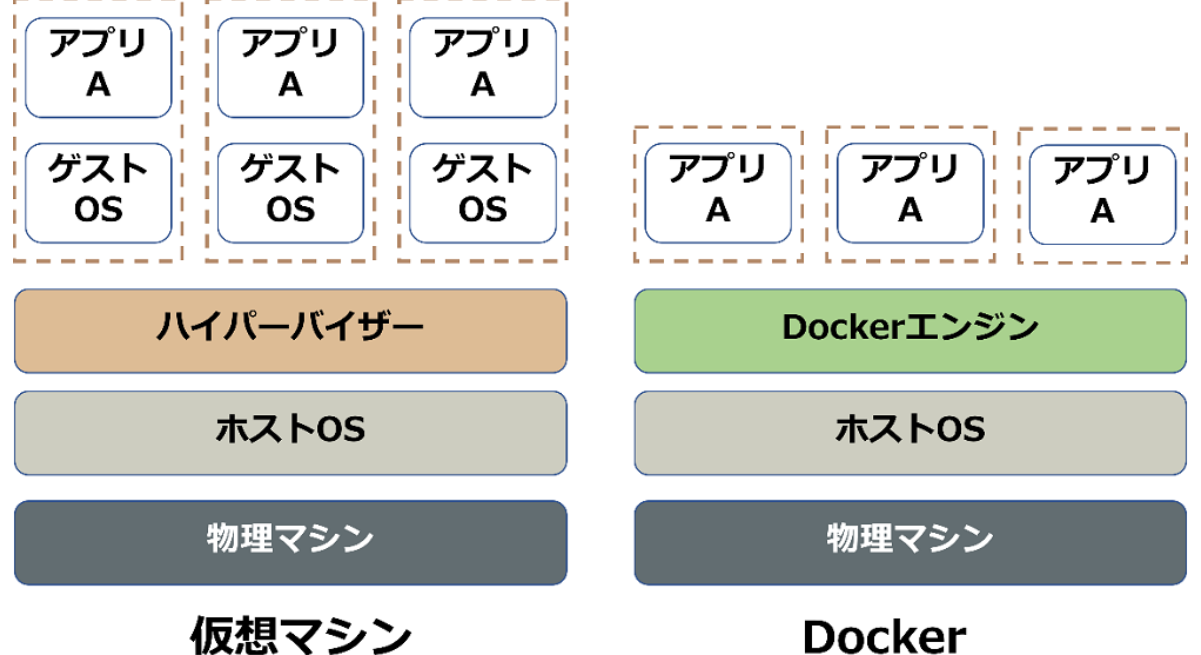 アプリ
A
アプリ
A
アプリ
A
ゲスト
OS
ゲスト
OS
ゲスト
OS
ハイパーバイザー
ホストOS
物理マシン
仮想マシン
アプリ
A
アプリ
A
アプリ
A
Dockerエンジン
ホストOS
物理マシン
Docker